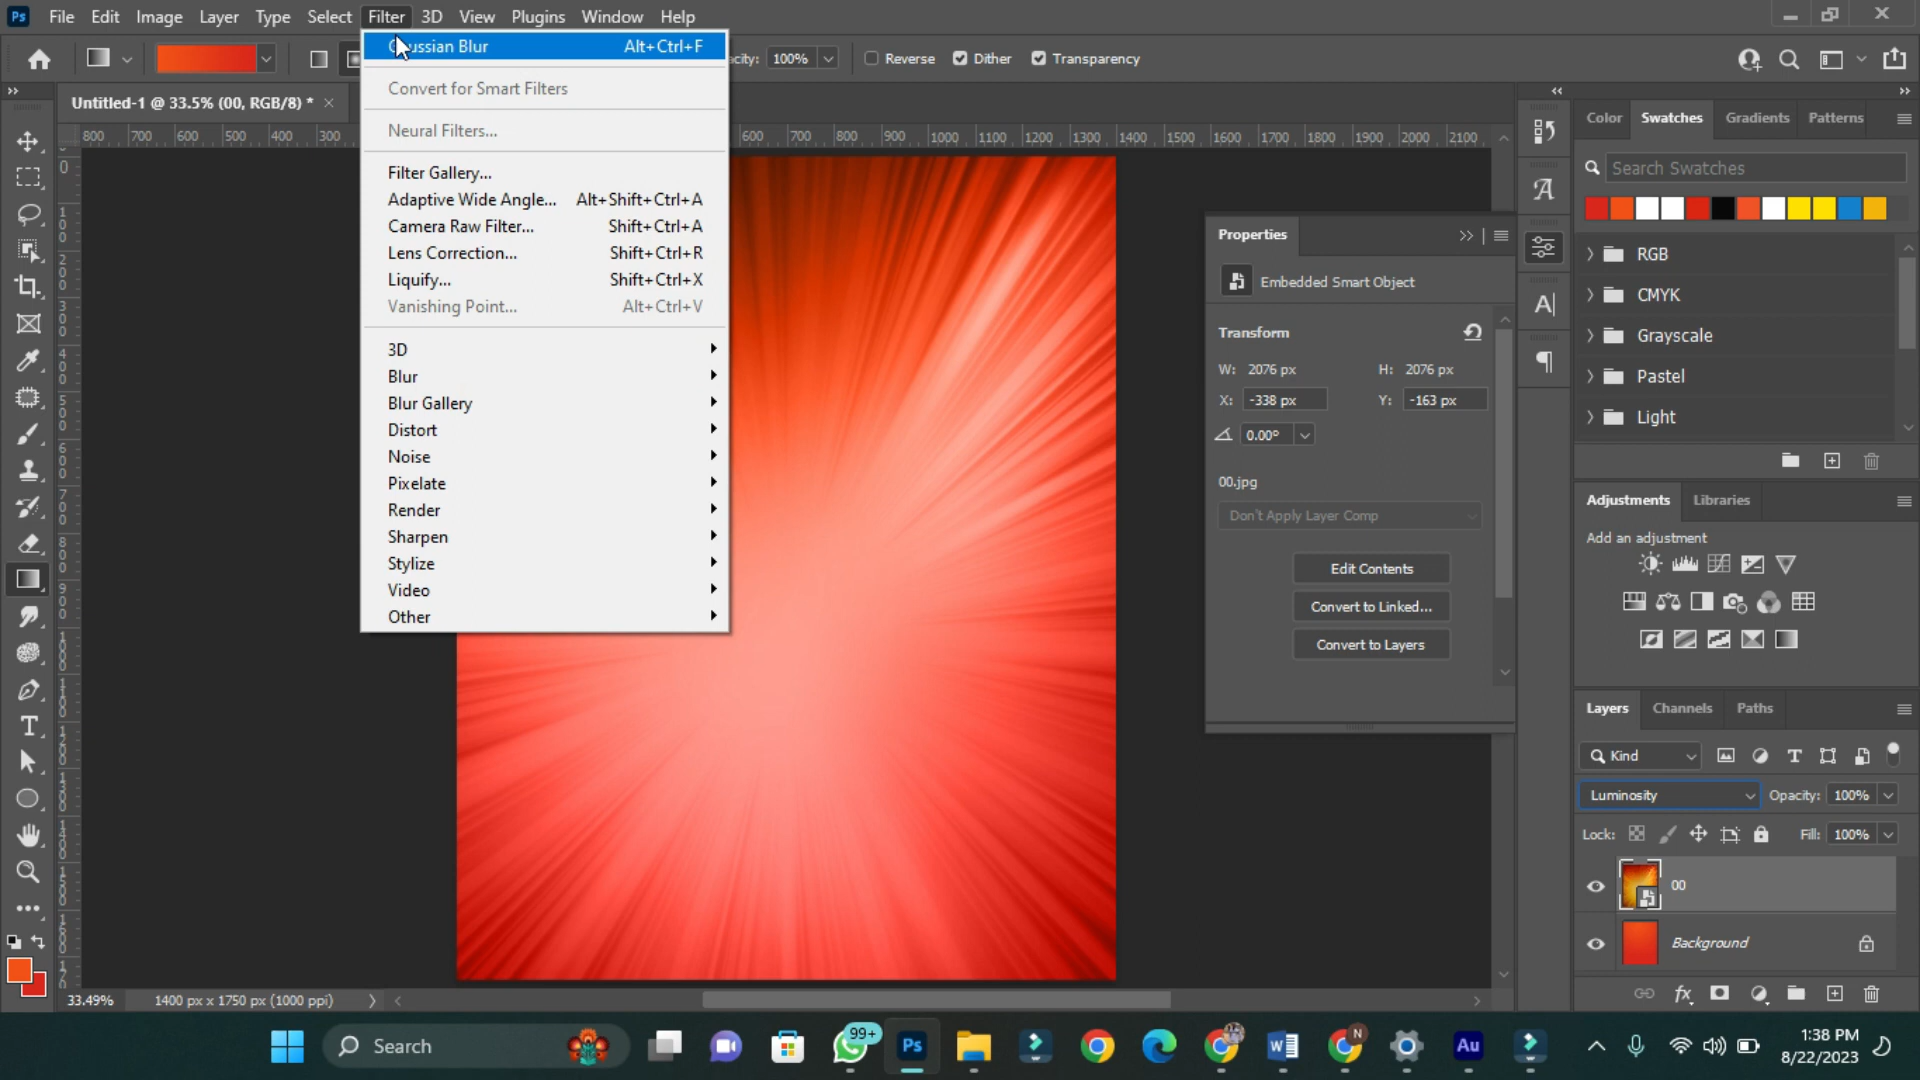 Ps File Edit Image Layer Type Select Filter 3D View Plugins Window Help
Gaussian Blur Alt+Ctrl+F
100% Reverse Dither Transparency
Convert for Smart Filters
Untitled-1 @ 33.5% (00, RGB/8) *
Neural Filters...
800 700 600 500 400 300 600 700 800 900 1000 1100 1200 1300 1400 1500 1600 1700 1800 1900 2000 2100
Filter Gallery...
Adaptive Wide Angle... Alt+Shift+Ctrl+A
Camera Raw Filter... Shift+Ctrl+A
Lens Correction... Shift+Ctrl+R
Liquify... Shift+Ctrl+X
Vanishing Point... Alt+Ctrl+V
3D
Blur
Blur Gallery
Distort
Noise
Pixelate
Render
Sharpen
Stylize
Video
Other
Properties
Embedded Smart Object
Transform
W: 2076 px H: 2076 px
X: -338 px Y: -163 px
0.00°
00.jpg
Don't Apply Layer Comp
Edit Contents
Convert to Linked...
Convert to Layers
Color Swatches Gradients Patterns
Search Swatches
RGB
CMYK
Grayscale
Pastel
Light
Adjustments Libraries
Add an adjustment
Layers Channels Paths
Kind
Luminosity Opacity: 100%
Lock: Fill: 100%
00
Background
33.49% 1400 px x 1750 px (1000 ppi)
Search 99+ Ps N Au
1:38 PM
8/22/2023